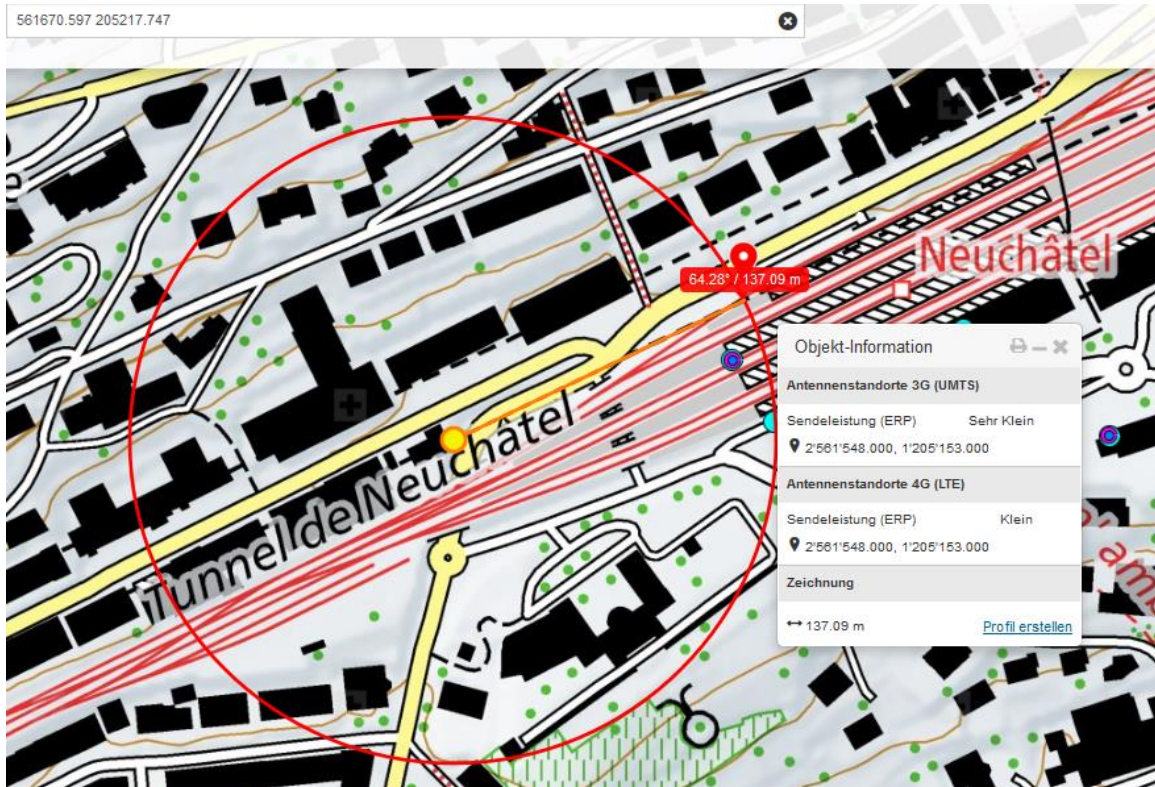 561670.597 205217.747
64.28° / 137.09 m
Neuchâtel
Tunnel de Neuchâtel
Objekt-Information
Antennenstandorte 3G (UMTS)
Sendeleistung (ERP) Sehr Klein
2'561'548.000, 1'205'153.000
Antennenstandorte 4G (LTE)
Sendeleistung (ERP) Klein
2'561'548.000, 1'205'153.000
Zeichnung
137.09 m Profil erstellen